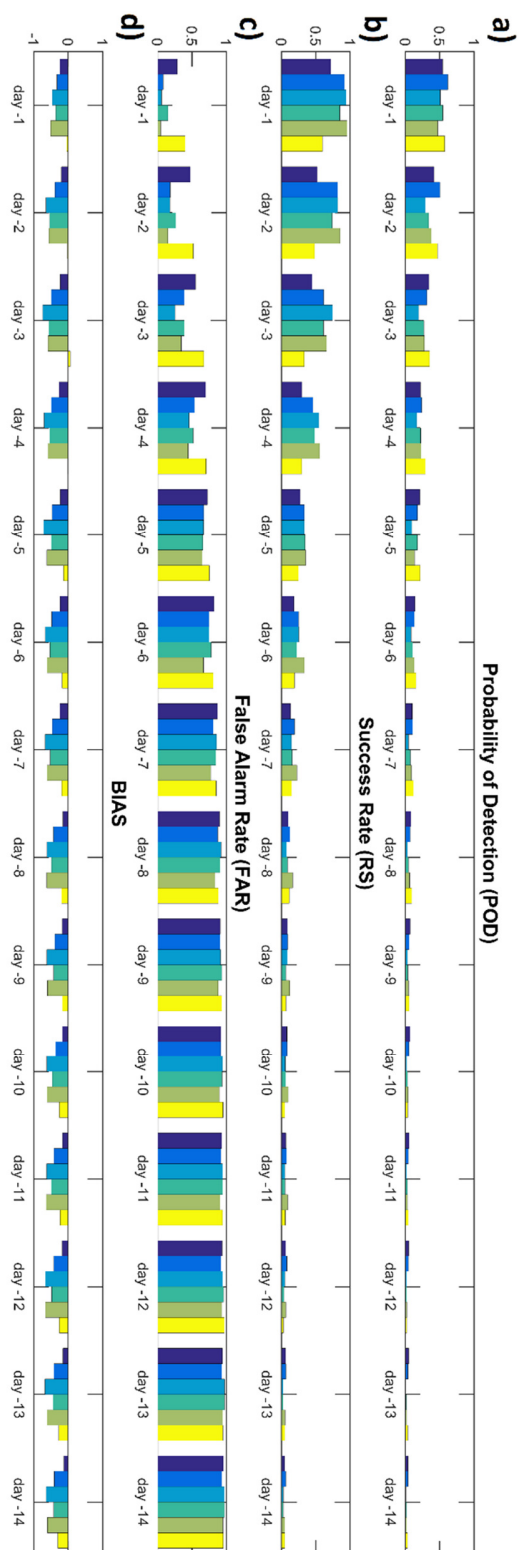 a) Probability of Detection (POD)
1
0.5
0
day -1 day -2 day -3 day -4 day -5 day -6 day -7 day -8 day -9 day -10 day -11 day -12 day -13 day -14
b) Success Rate (RS)
1
0.5
0
day -1 day -2 day -3 day -4 day -5 day -6 day -7 day -8 day -9 day -10 day -11 day -12 day -13 day -14
c) False Alarm Rate (FAR)
1
0.5
0
day -1 day -2 day -3 day -4 day -5 day -6 day -7 day -8 day -9 day -10 day -11 day -12 day -13 day -14
d) BIAS
1
0
-1
day -1 day -2 day -3 day -4 day -5 day -6 day -7 day -8 day -9 day -10 day -11 day -12 day -13 day -14